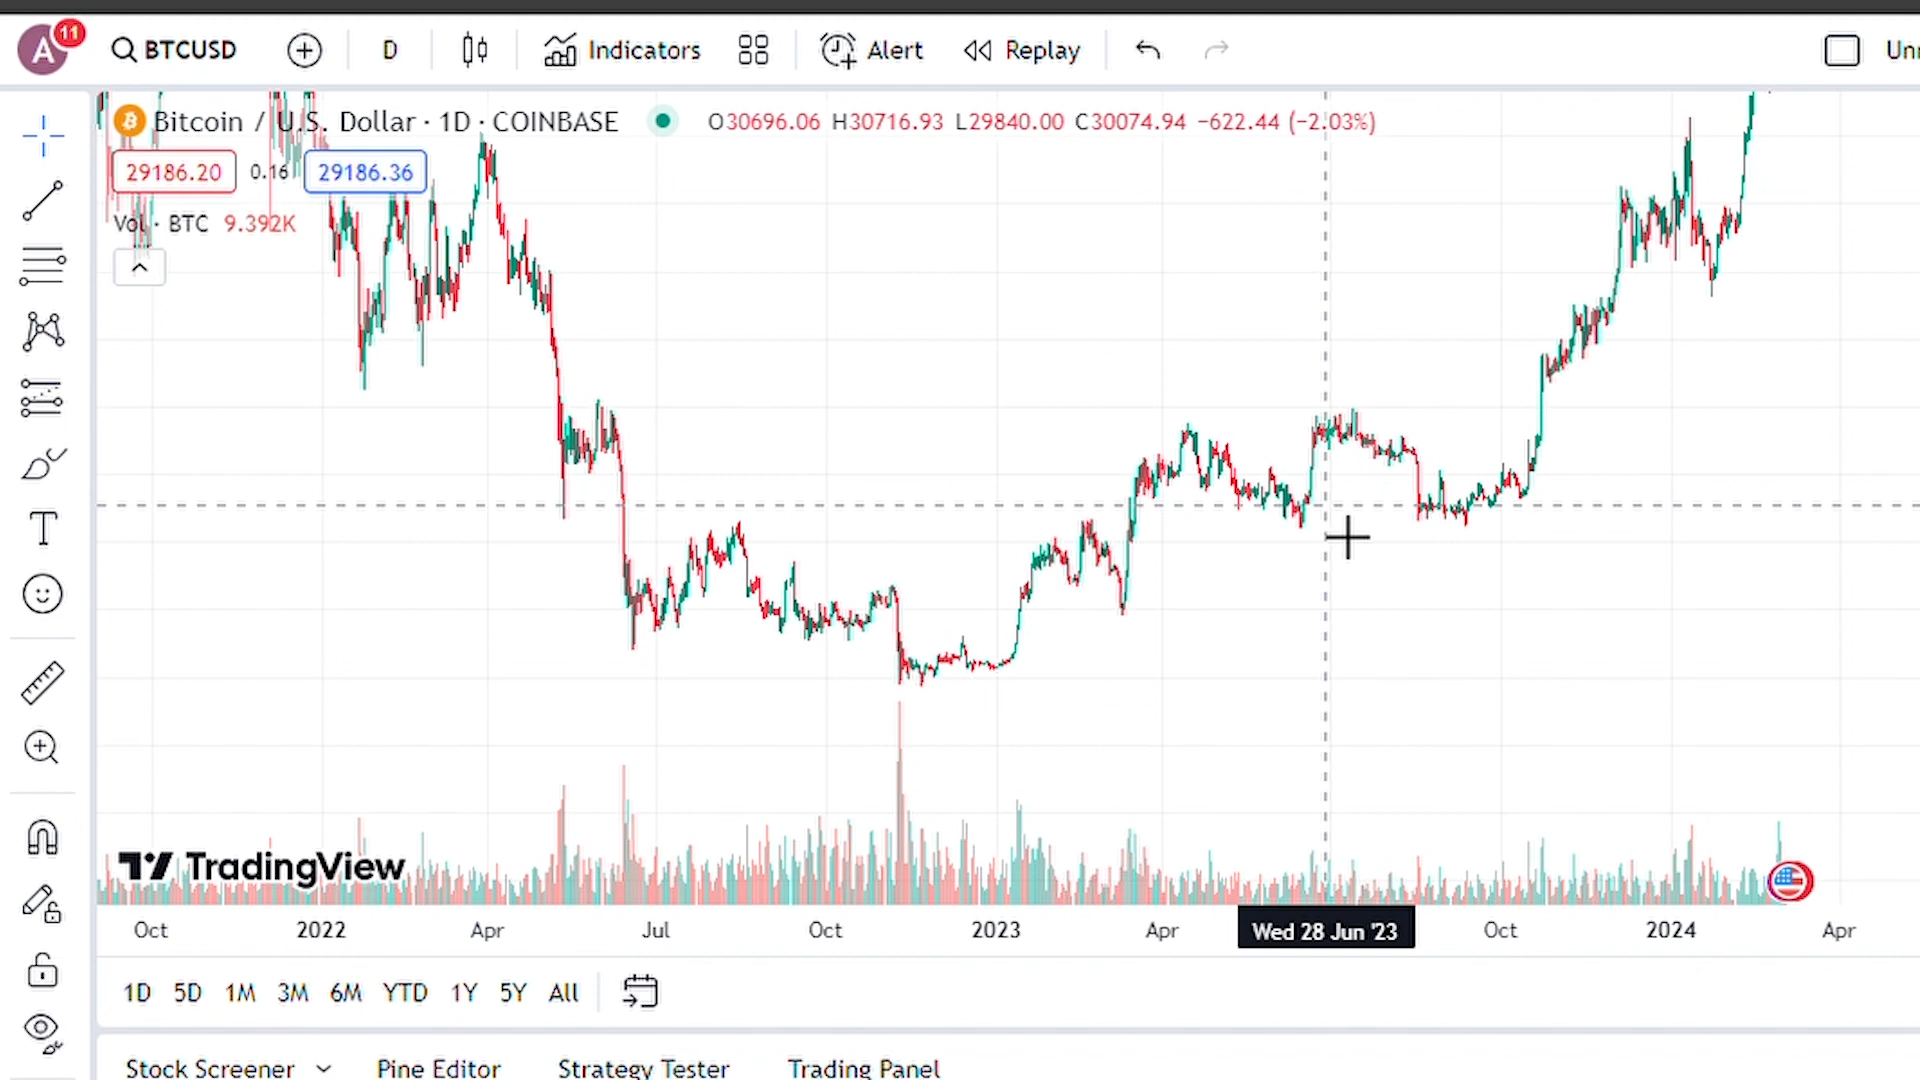 A 11 BTCUSD D Indicators Alert Replay Unn
Bitcoin / U.S. Dollar · 1D · COINBASE O30696.06 H30716.93 L29840.00 C30074.94 −622.44 (−2.03%)
29186.20 0.16 29186.36
Vol · BTC 9.392K
TradingView
Oct 2022 Apr Jul Oct 2023 Apr Wed 28 Jun '23 Oct 2024 Apr
1D 5D 1M 3M 6M YTD 1Y 5Y All
Stock Screener Pine Editor Strategy Tester Trading Panel